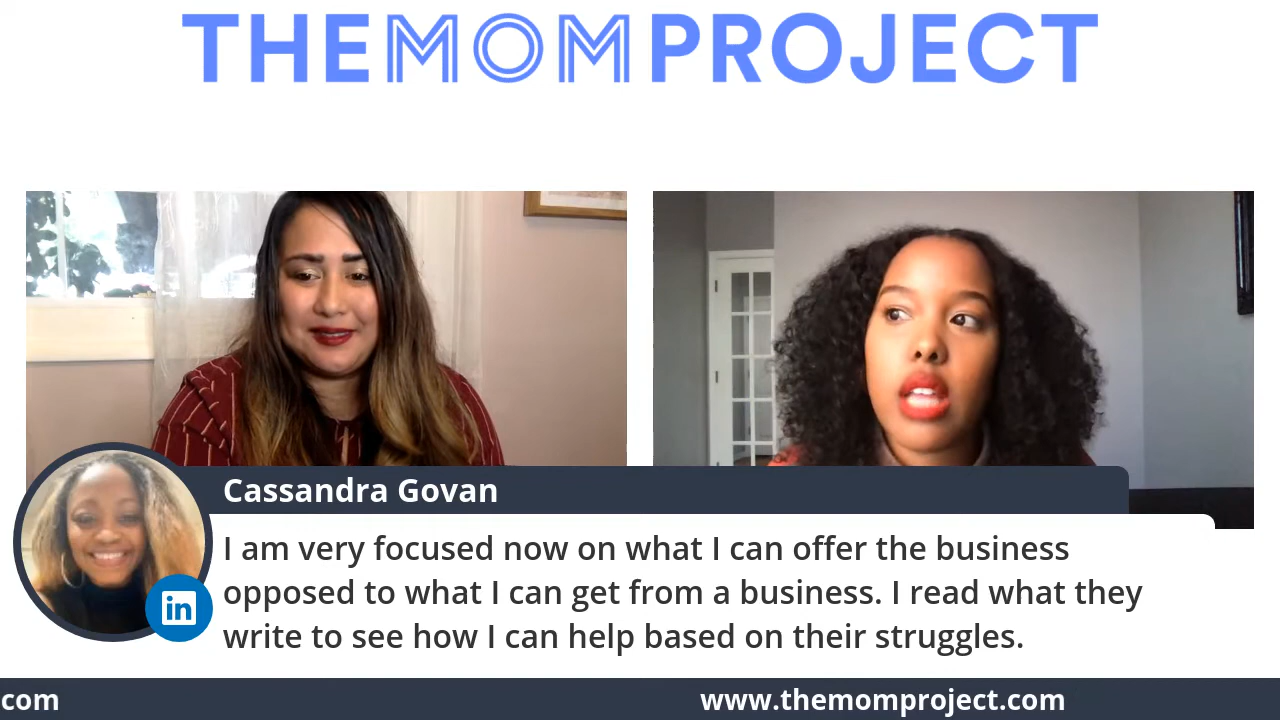 THEMOMPROJECT
Cassandra Govan
I am very focused now on what I can offer the business
opposed to what I can get from a business. I read what they
write to see how I can help based on their struggles.
in
com
www.themomproject.com